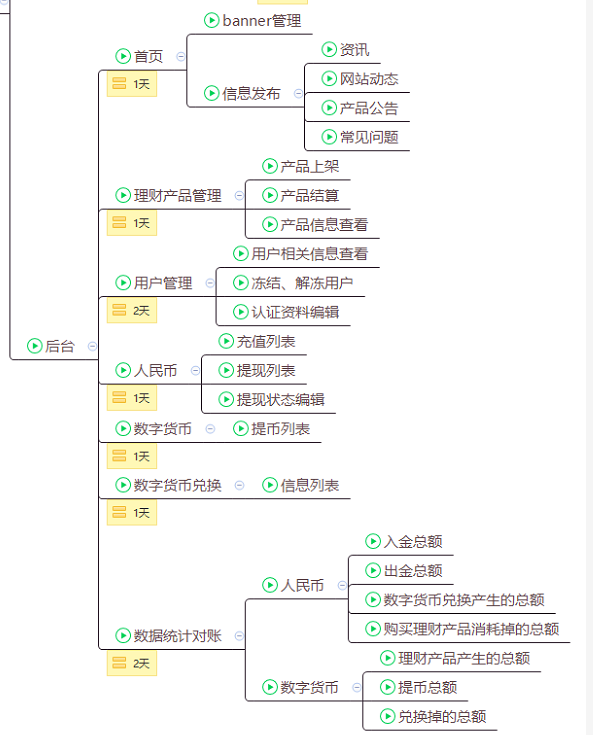 后台
首页
1天
banner管理
信息发布
资讯
网站动态
产品公告
常见问题
理财产品管理
1天
产品上架
产品结算
产品信息查看
用户管理
2天
用户相关信息查看
冻结、解冻用户
认证资料编辑
人民币
1天
充值列表
提现列表
提现状态编辑
数字货币
1天
提币列表
数字货币兑换
1天
信息列表
数据统计对账
2天
人民币
入金总额
出金总额
数字货币兑换产生的总额
购买理财产品消耗掉的总额
数字货币
理财产品产生的总额
提币总额
兑换掉的总额